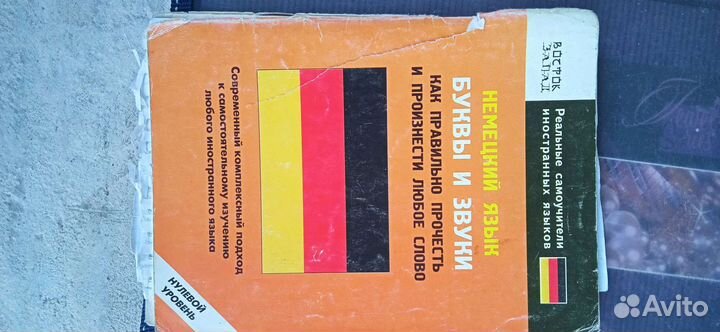 ВОСТОК
ЗАПАД
Реальные самоучители
иностранных языков
НЕМЕЦКИЙ ЯЗЫК
БУКВЫ И ЗВУКИ
КАК ПРАВИЛЬНО ПРОЧЕСТЬ
И ПРОИЗНЕСТИ ЛЮБОЕ СЛОВО
Современный комплексный подход
к самостоятельному изучению
любого иностранного языка
НУЛЕВОЙ
УРОВЕНЬ
Avito